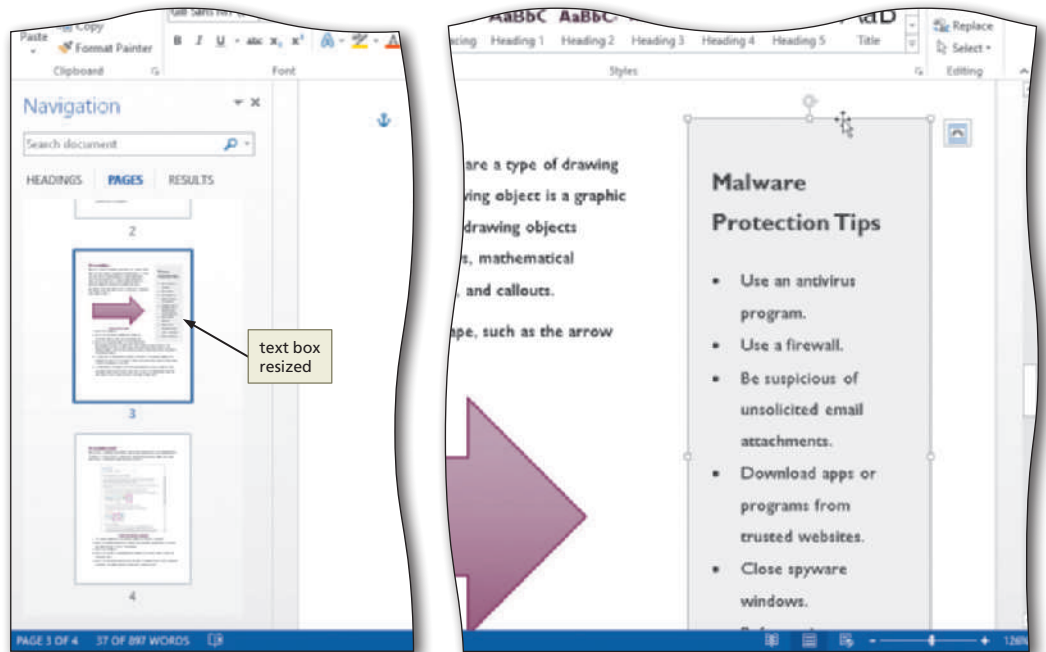 Paste
Copy
Format Painter
Clipboard
B I U abc x₂ x² A
Font
Navigation
Search document
HEADINGS PAGES RESULTS
2
3
text box
resized
4
PAGE 3 OF 4 37 OF 897 WORDS
AaBbC AaBbC
Heading 1 Heading 2 Heading 3 Heading 4 Heading 5 Title
Styles
Replace
Select
Editing
are a type of drawing
object is a graphic
drawing objects
s, mathematical
, and callouts.
ape, such as the arrow
Malware
Protection Tips
• Use an antivirus
program.
• Use a firewall.
• Be suspicious of
unsolicited email
attachments.
• Download apps or
programs from
trusted websites.
• Close spyware
windows.
126%